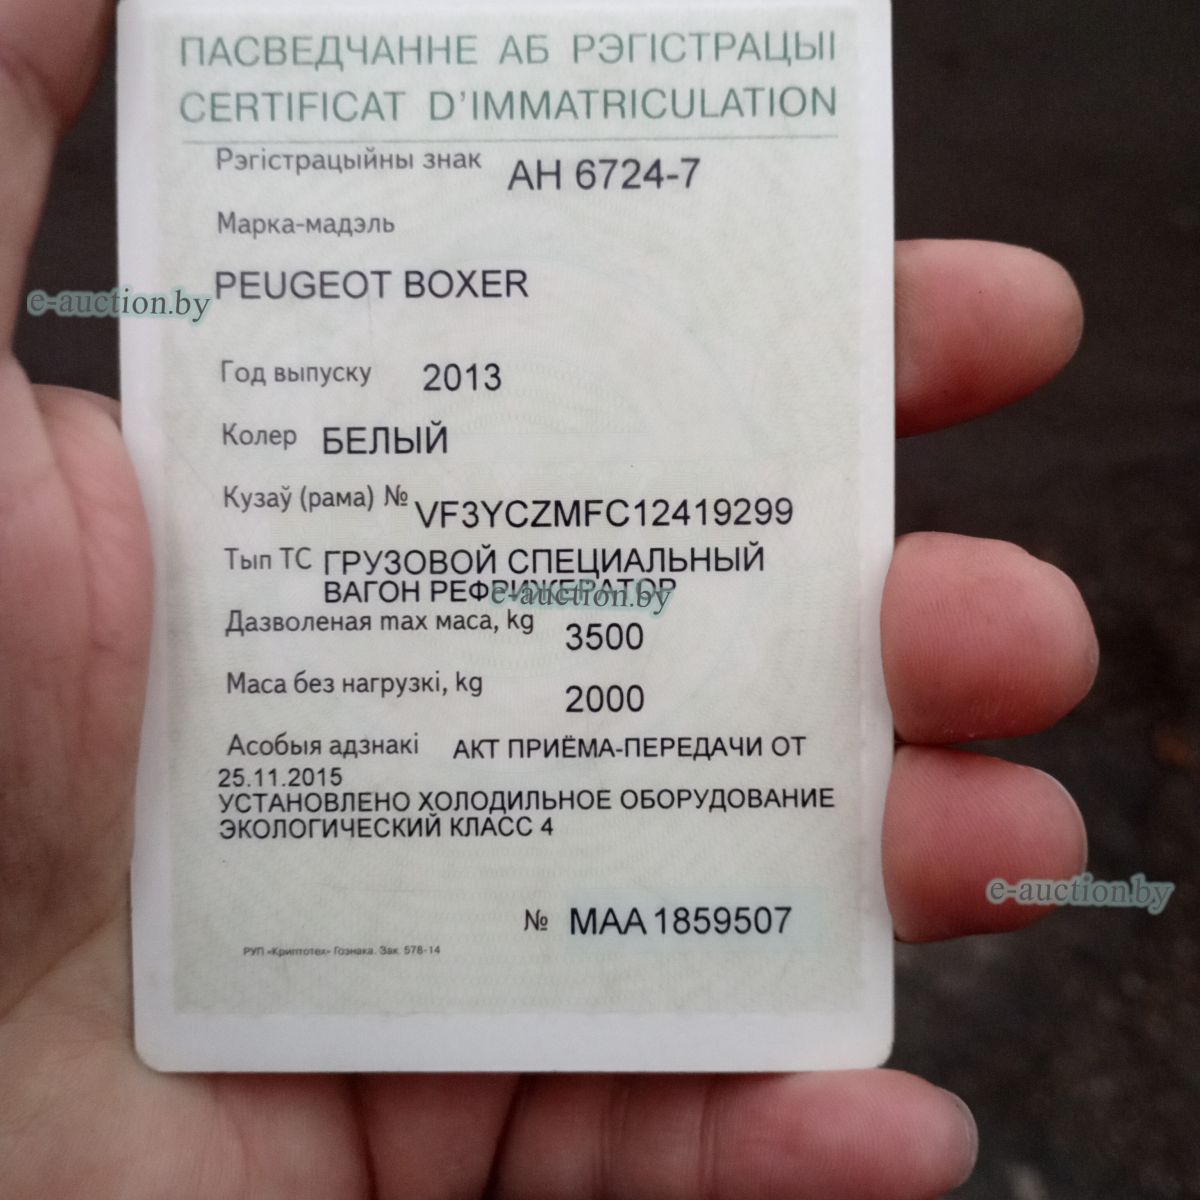 ПАСВЕДЧАННЕ АБ РЭГІСТРАЦЫІ
CERTIFICAT D'IMMATRICULATION
Рэгістрацыйны знак АН 6724-7
Марка-мадэль
PEUGEOT BOXER
e-auction.by
Год выпуску 2013
Колер БЕЛЫЙ
Кузаў (рама) № VF3YCZMFC12419299
Тып ТС ГРУЗОВОЙ СПЕЦИАЛЬНЫЙ
ВАГОН РЕФРИЖЕРАТОР
e-auction.by
Дазволеная max маса, kg 3500
Маса без нагрузкі, kg 2000
Асобыя адзнакі АКТ ПРИЁМА-ПЕРЕДАЧИ ОТ
25.11.2015
УСТАНОВЛЕНО ХОЛОДИЛЬНОЕ ОБОРУДОВАНИЕ
ЭКОЛОГИЧЕСКИЙ КЛАСС 4
e-auction.by
№ МАА 1859507
РУП «Криптотех» Гознака. Зак. 578-14